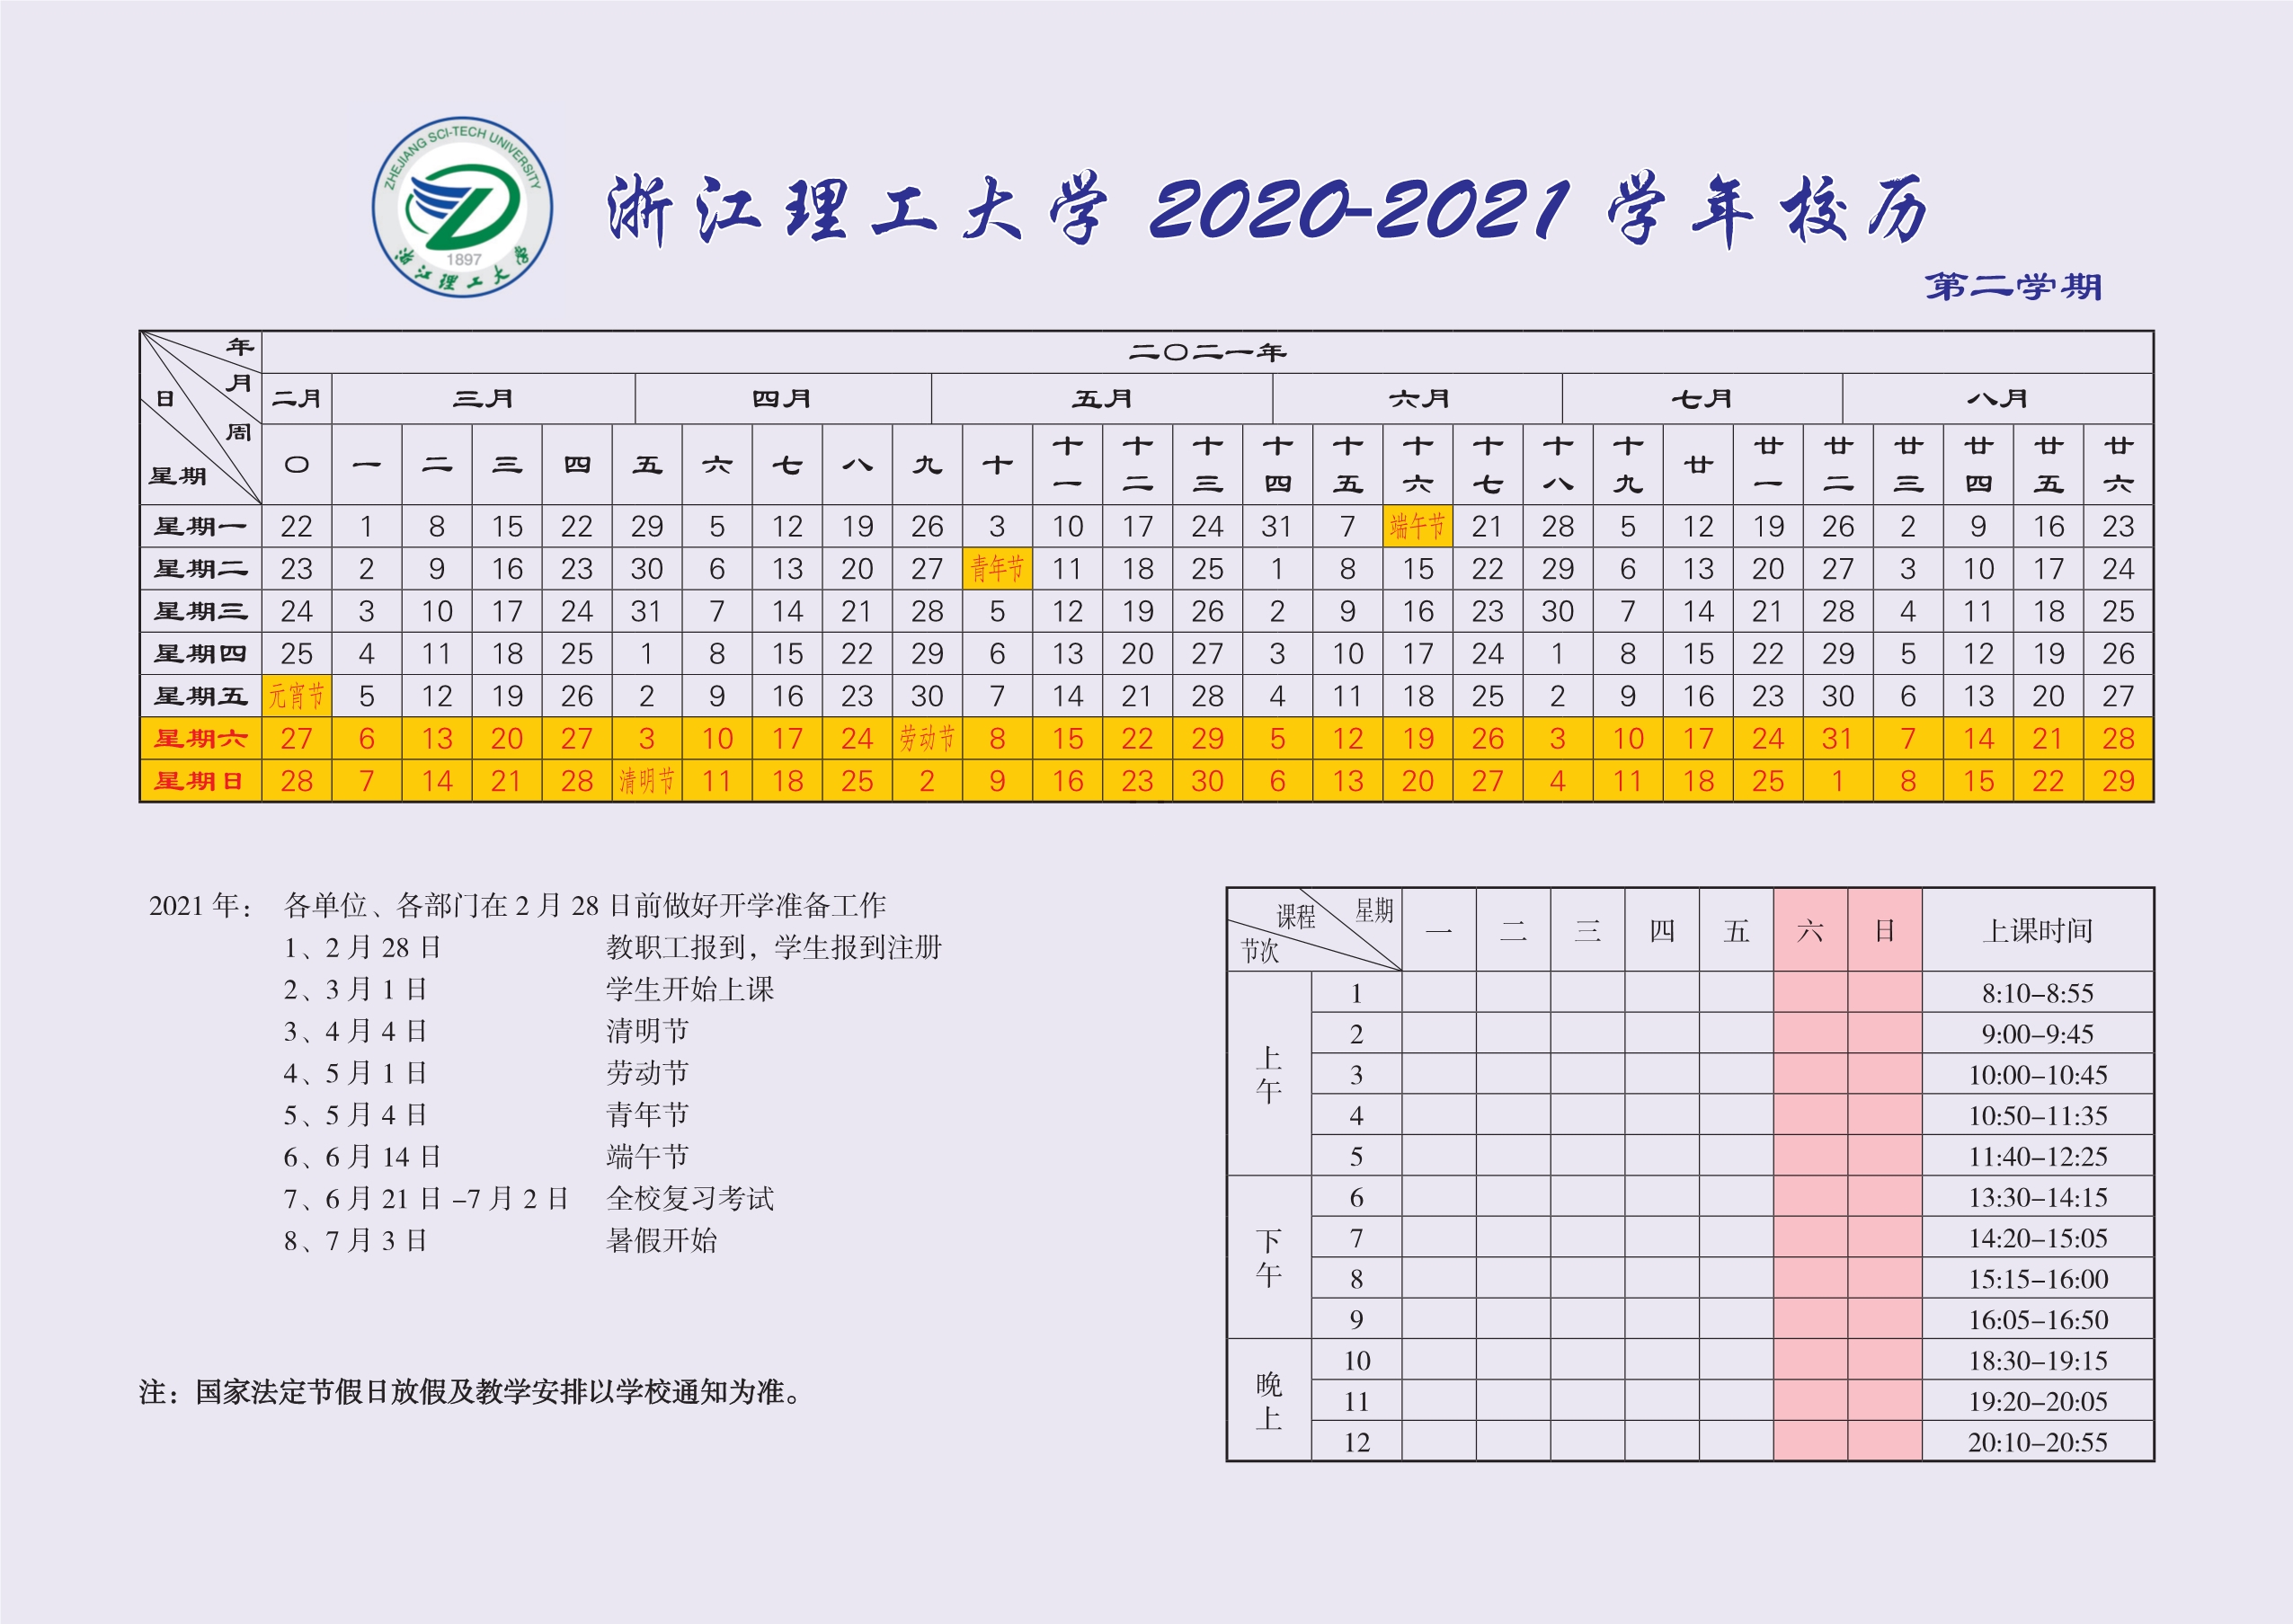 ZHEJIANG SCI-TECH UNIVERSITY
1897
浙江理工大学
浙江理工大学 2020-2021 学年校历
第二学期
年 二〇二一年
月 日 二月 三月 四月 五月 六月 七月 八月
周 星期 〇 一 二 三 四 五 六 七 八 九 十 十一 十二 十三 十四 十五 十六 十七 十八 十九 廿 廿一 廿二 廿三 廿四 廿五 廿六
星期一 22 1 8 15 22 29 5 12 19 26 3 10 17 24 31 7 端午节 21 28 5 12 19 26 2 9 16 23
星期二 23 2 9 16 23 30 6 13 20 27 青年节 11 18 25 1 8 15 22 29 6 13 20 27 3 10 17 24
星期三 24 3 10 17 24 31 7 14 21 28 5 12 19 26 2 9 16 23 30 7 14 21 28 4 11 18 25
星期四 25 4 11 18 25 1 8 15 22 29 6 13 20 27 3 10 17 24 1 8 15 22 29 5 12 19 26
星期五 元宵节 5 12 19 26 2 9 16 23 30 7 14 21 28 4 11 18 25 2 9 16 23 30 6 13 20 27
星期六 27 6 13 20 27 3 10 17 24 劳动节 8 15 22 29 5 12 19 26 3 10 17 24 31 7 14 21 28
星期日 28 7 14 21 28 清明节 11 18 25 2 9 16 23 30 6 13 20 27 4 11 18 25 1 8 15 22 29
2021 年： 各单位、各部门在 2 月 28 日前做好开学准备工作
1、2 月 28 日 教职工报到，学生报到注册
2、3 月 1 日 学生开始上课
3、4 月 4 日 清明节
4、5 月 1 日 劳动节
5、5 月 4 日 青年节
6、6 月 14 日 端午节
7、6 月 21 日 –7 月 2 日 全校复习考试
8、7 月 3 日 暑假开始
注：国家法定节假日放假及教学安排以学校通知为准。
课程 星期 节次 一 二 三 四 五 六 日 上课时间
上午
1 8:10–8:55
2 9:00–9:45
3 10:00–10:45
4 10:50–11:35
5 11:40–12:25
下午
6 13:30–14:15
7 14:20–15:05
8 15:15–16:00
9 16:05–16:50
晚上
10 18:30–19:15
11 19:20–20:05
12 20:10–20:55